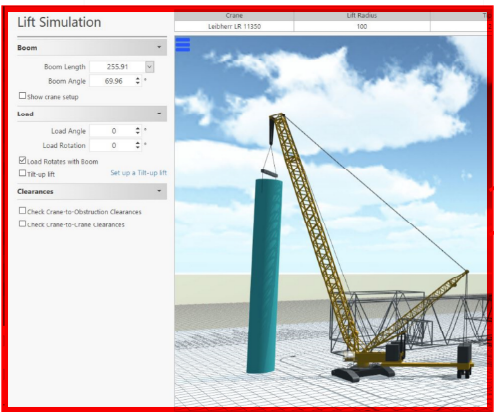 Lift Simulation
Crane
Lift Radius
Leibherr LR 11350
100
Boom
Boom Length 255.91
Boom Angle 69.96 °
Show crane setup
Load
Load Angle 0 °
Load Rotation 0 °
Load Rotates with Boom
Tilt-up lift
Set up a Tilt-up lift
Clearances
Check Crane-to-Obstruction Clearances
Check Crane-to-Crane Clearances